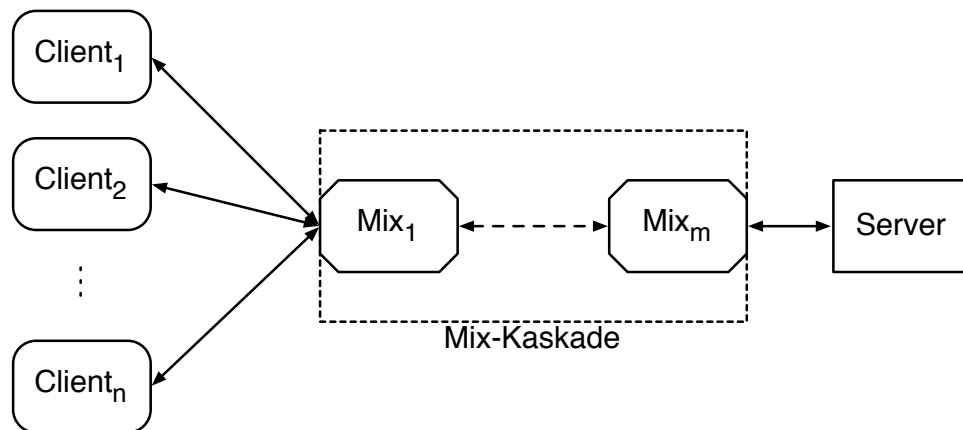 Client₁
Client₂
⋮
Clientₙ
Mix₁
Mixₘ
Server
Mix-Kaskade